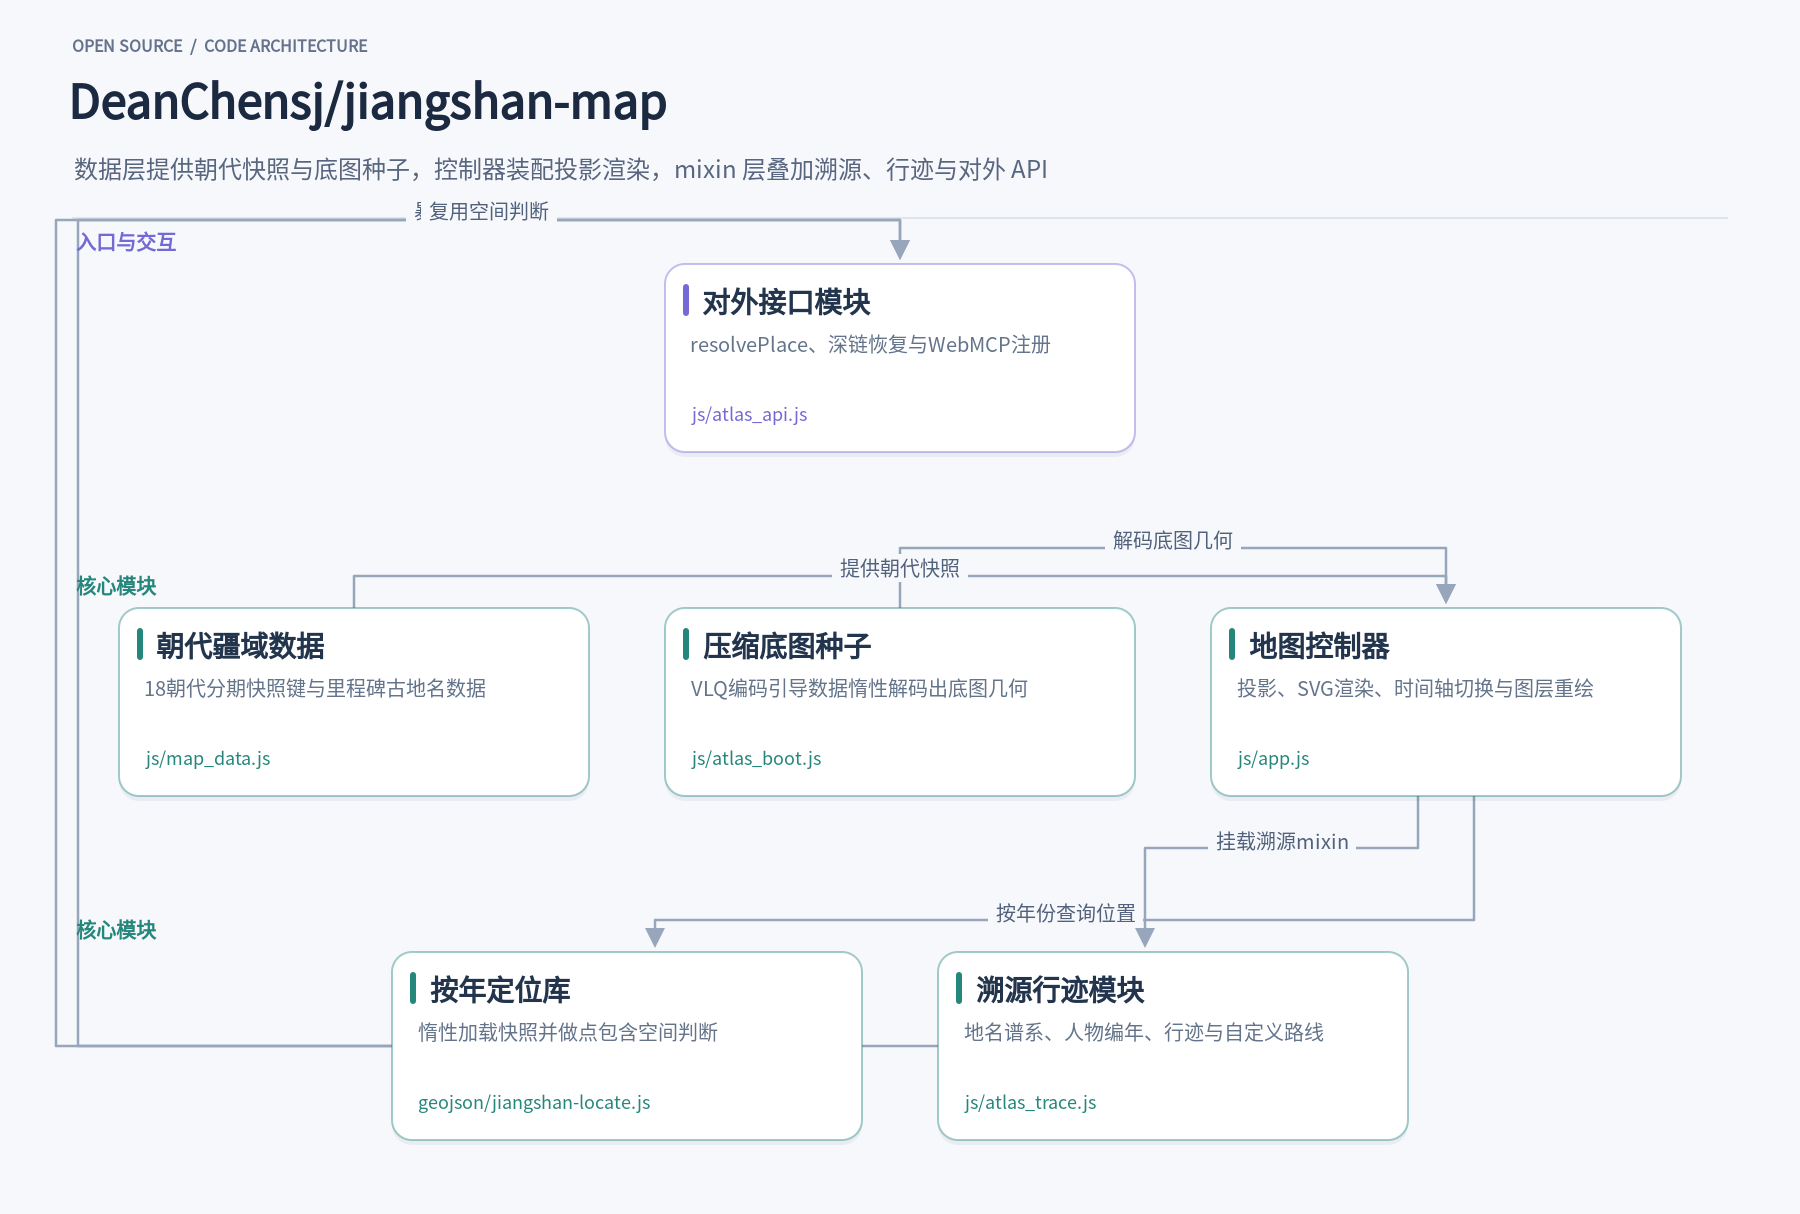 OPEN SOURCE / CODE ARCHITECTURE
DeanChensj/jiangshan-map
数据层提供朝代快照与底图种子，控制器装配投影渲染，mixin 层叠加溯源、行迹与对外 API
复用空间判断
入口与交互
对外接口模块
resolvePlace、深链恢复与WebMCP注册
js/atlas_api.js
解码底图几何
提供朝代快照
核心模块
朝代疆域数据
18朝代分期快照键与里程碑古地名数据
js/map_data.js
压缩底图种子
VLQ编码引导数据惰性解码出底图几何
js/atlas_boot.js
地图控制器
投影、SVG渲染、时间轴切换与图层重绘
js/app.js
挂载溯源mixin
按年份查询位置
核心模块
按年定位库
惰性加载快照并做点包含空间判断
geojson/jiangshan-locate.js
溯源行迹模块
地名谱系、人物编年、行迹与自定义路线
js/atlas_trace.js